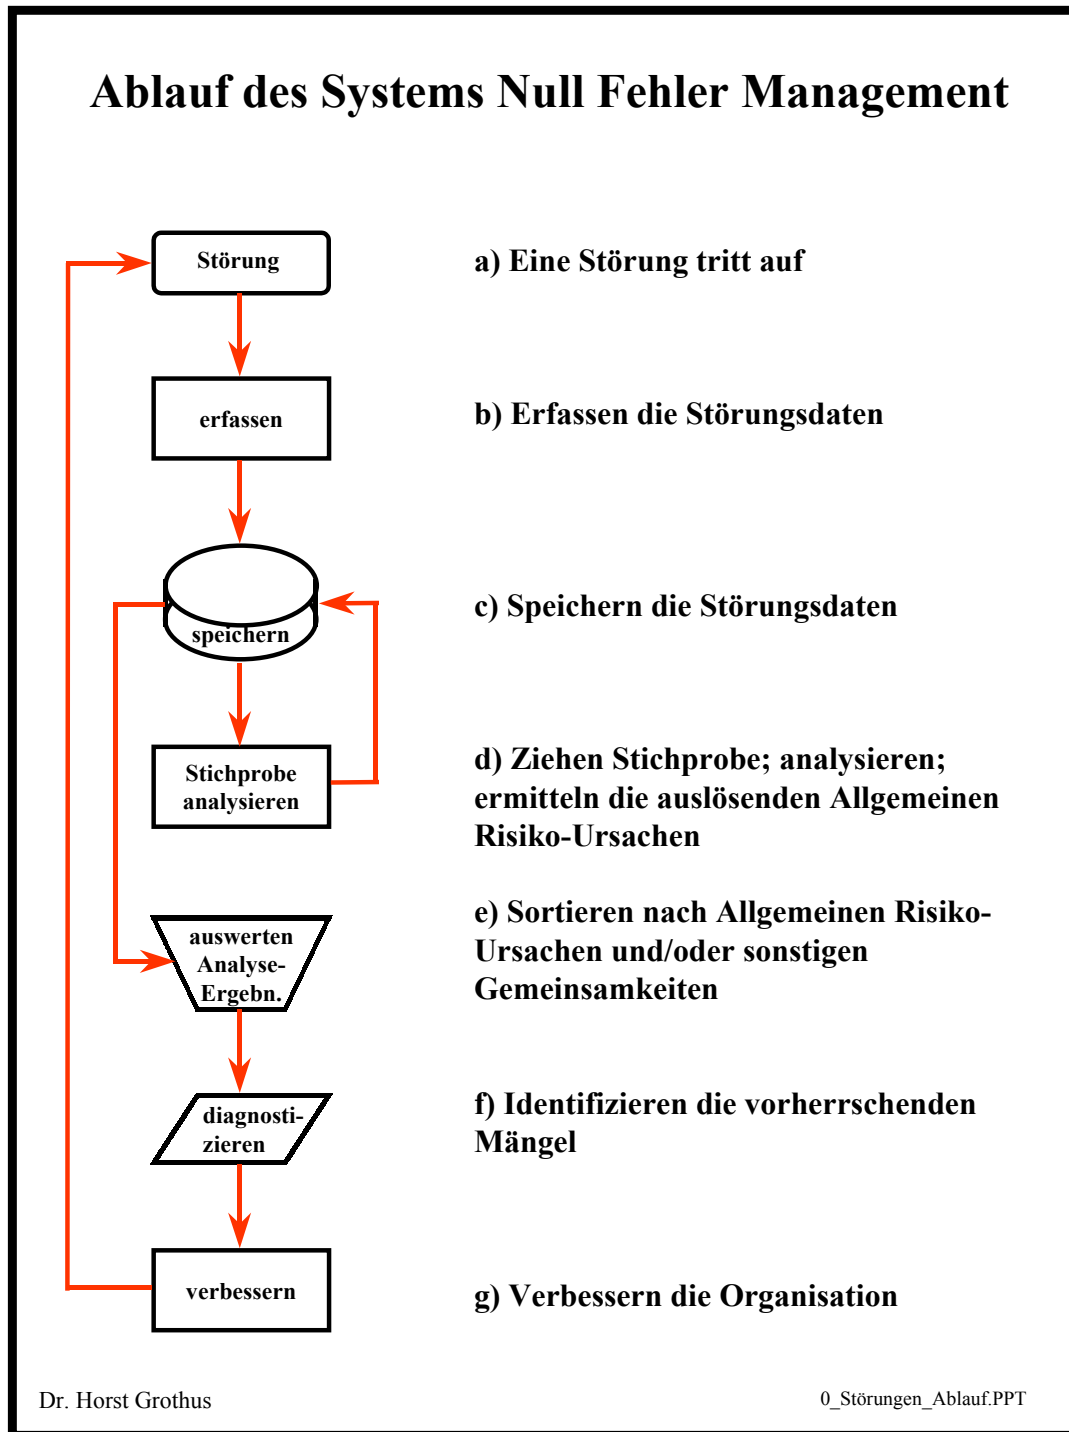 Ablauf des Systems Null Fehler Management
Störung
a) Eine Störung tritt auf
erfassen
b) Erfassen die Störungsdaten
speichern
c) Speichern die Störungsdaten
Stichprobe
analysieren
d) Ziehen Stichprobe; analysieren;
ermitteln die auslösenden Allgemeinen
Risiko-Ursachen
auswerten
Analyse-
Ergebn.
e) Sortieren nach Allgemeinen Risiko-
Ursachen und/oder sonstigen
Gemeinsamkeiten
diagnosti-
zieren
f) Identifizieren die vorherrschenden
Mängel
verbessern
g) Verbessern die Organisation
Dr. Horst Grothus
0_Störungen_Ablauf.PPT